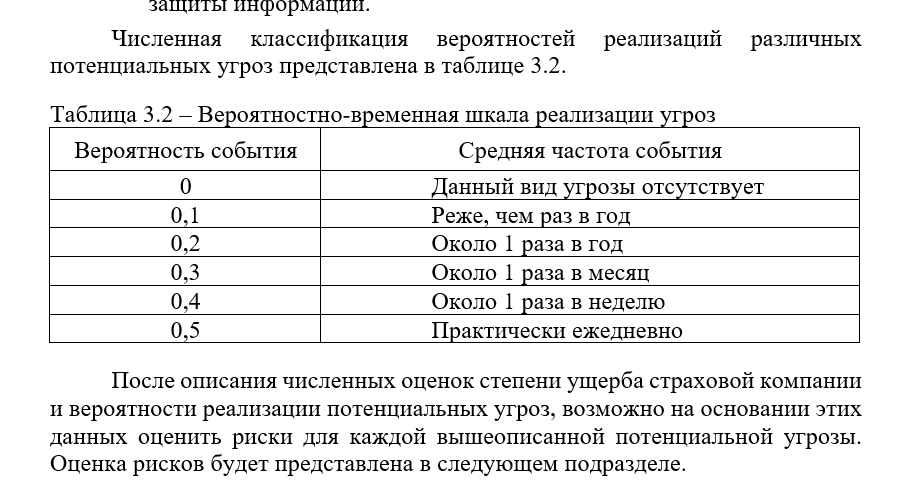 защиты информации.
Численная классификация вероятностей реализаций различных
потенциальных угроз представлена в таблице 3.2.
Таблица 3.2 – Вероятностно-временная шкала реализации угроз
Вероятность события Средняя частота события
0 Данный вид угрозы отсутствует
0,1 Реже, чем раз в год
0,2 Около 1 раза в год
0,3 Около 1 раза в месяц
0,4 Около 1 раза в неделю
0,5 Практически ежедневно
После описания численных оценок степени ущерба страховой компании
и вероятности реализации потенциальных угроз, возможно на основании этих
данных оценить риски для каждой вышеописанной потенциальной угрозы.
Оценка рисков будет представлена в следующем подразделе.